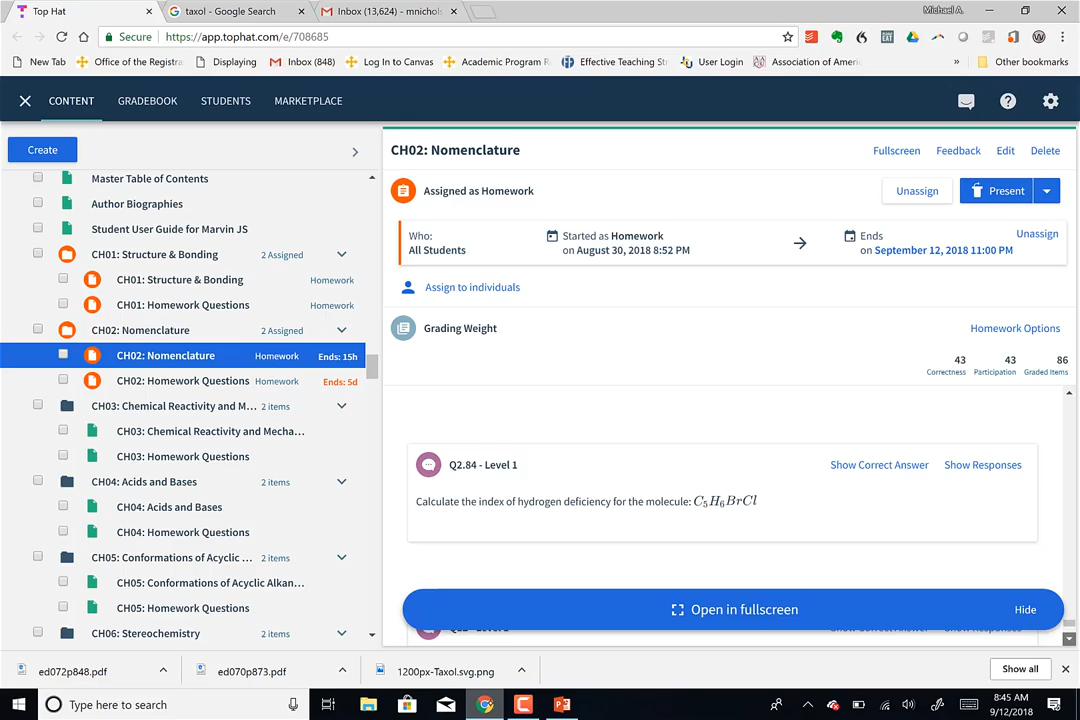 Top Hat
taxol - Google Search
Inbox (13,624) - mnichols
Michael A.
Secure
https://app.tophat.com/e/708685
New Tab
Office of the Registra
Displaying
Inbox (848)
Log In to Canvas
Academic Program R
Effective Teaching Str
User Login
Association of Ameri
»
Other bookmarks
CONTENT
GRADEBOOK
STUDENTS
MARKETPLACE
Create
Master Table of Contents
Author Biographies
Student User Guide for Marvin JS
CH01: Structure & Bonding 2 Assigned
CH01: Structure & Bonding Homework
CH01: Homework Questions Homework
CH02: Nomenclature 2 Assigned
CH02: Nomenclature Homework Ends: 15h
CH02: Homework Questions Homework Ends: 5d
CH03: Chemical Reactivity and M... 2 items
CH03: Chemical Reactivity and Mecha...
CH03: Homework Questions
CH04: Acids and Bases 2 items
CH04: Acids and Bases
CH04: Homework Questions
CH05: Conformations of Acyclic ... 2 items
CH05: Conformations of Acyclic Alkan...
CH05: Homework Questions
CH06: Stereochemistry 2 items
CH02: Nomenclature
Fullscreen Feedback Edit Delete
Assigned as Homework
Unassign
Present
Who:
All Students
Started as Homework
on August 30, 2018 8:52 PM
Ends
on September 12, 2018 11:00 PM
Unassign
Assign to individuals
Grading Weight
Homework Options
43 43 86
Correctness Participation Graded Items
Q2.84 - Level 1
Show Correct Answer Show Responses
Calculate the index of hydrogen deficiency for the molecule: C₅H₆BrCl
Open in fullscreen
Hide
ed072p848.pdf
ed070p873.pdf
1200px-Taxol.svg.png
Show all
Type here to search
8:45 AM
9/12/2018